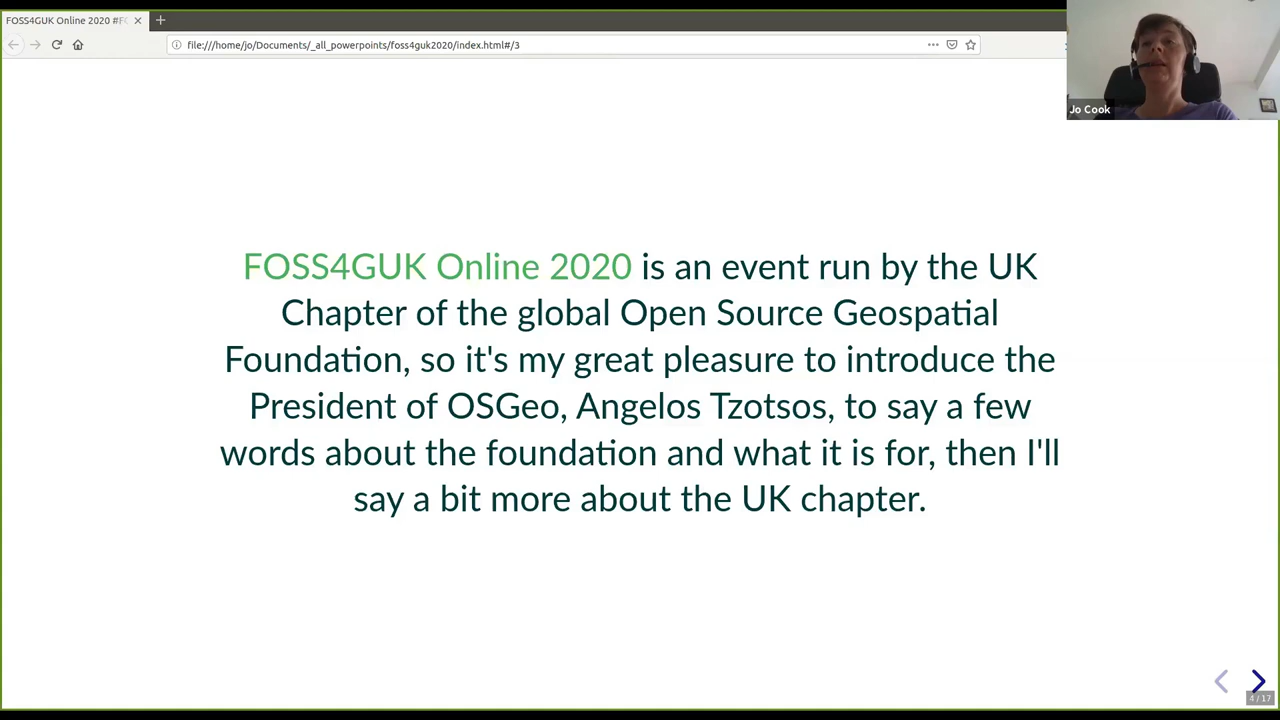 FOSS4GUK Online 2020 #FO
file:///home/jo/Documents/_all_powerpoints/foss4guk2020/index.html#/3
Jo Cook
FOSS4GUK Online 2020 is an event run by the UK
Chapter of the global Open Source Geospatial
Foundation, so it's my great pleasure to introduce the
President of OSGeo, Angelos Tzotsos, to say a few
words about the foundation and what it is for, then I'll
say a bit more about the UK chapter.
4 / 17